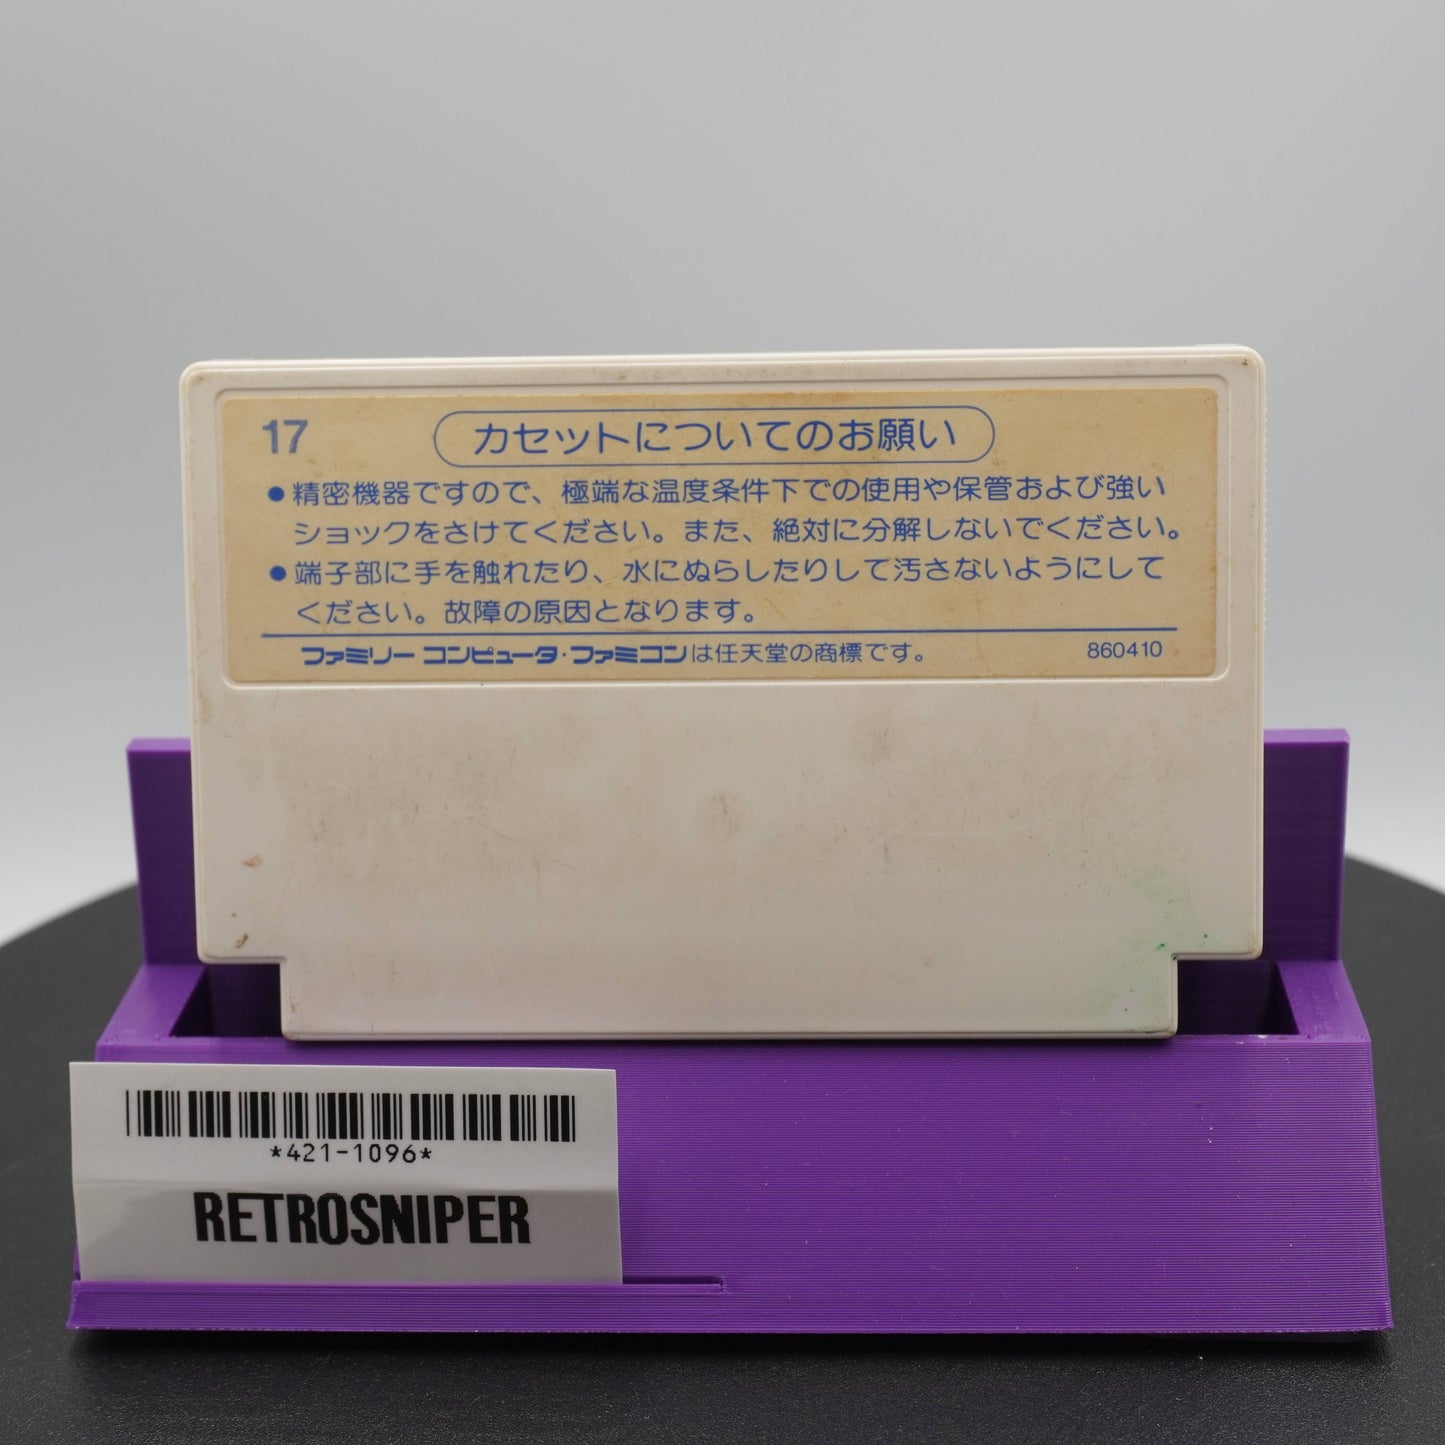 17
カセットについてのお願い
●精密機器ですので、極端な温度条件下での使用や保管および強い
ショックをさけてください。また、絶対に分解しないでください。
●端子部に手を触れたり、水にぬらしたりして汚さないようにして
ください。故障の原因となります。
ファミリーコンピュータ・ファミコンは任天堂の商標です。 860410
*421-1096*
RETROSNIPER